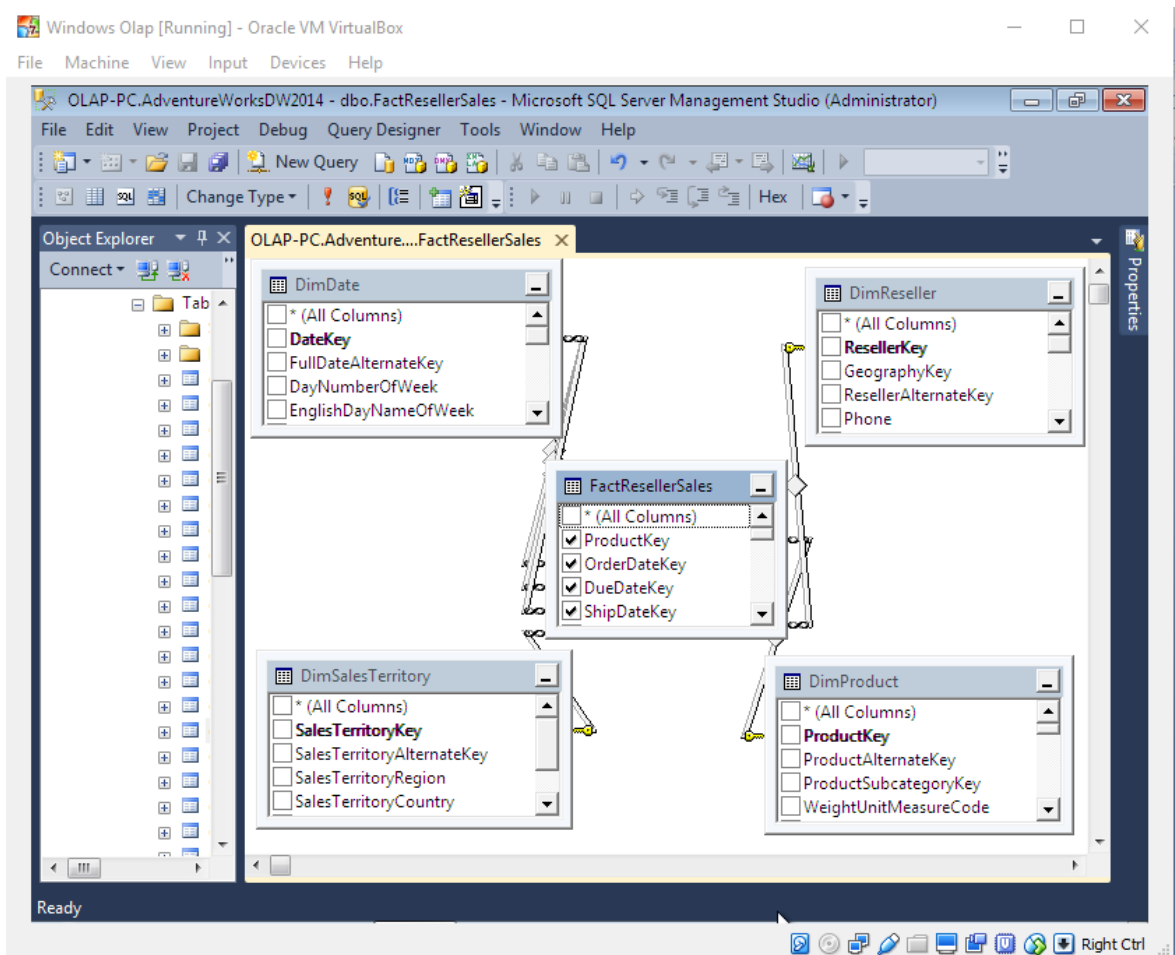 Windows Olap [Running] - Oracle VM VirtualBox
File Machine View Input Devices Help
OLAP-PC.AdventureWorksDW2014 - dbo.FactResellerSales - Microsoft SQL Server Management Studio (Administrator)
File Edit View Project Debug Query Designer Tools Window Help
New Query
Change Type Hex
Object Explorer
Connect
Tab
OLAP-PC.Adventure....FactResellerSales
Properties
DimDate
* (All Columns)
DateKey
FullDateAlternateKey
DayNumberOfWeek
EnglishDayNameOfWeek
DimReseller
* (All Columns)
ResellerKey
GeographyKey
ResellerAlternateKey
Phone
FactResellerSales
* (All Columns)
ProductKey
OrderDateKey
DueDateKey
ShipDateKey
DimSalesTerritory
* (All Columns)
SalesTerritoryKey
SalesTerritoryAlternateKey
SalesTerritoryRegion
SalesTerritoryCountry
DimProduct
* (All Columns)
ProductKey
ProductAlternateKey
ProductSubcategoryKey
WeightUnitMeasureCode
Ready
Right Ctrl